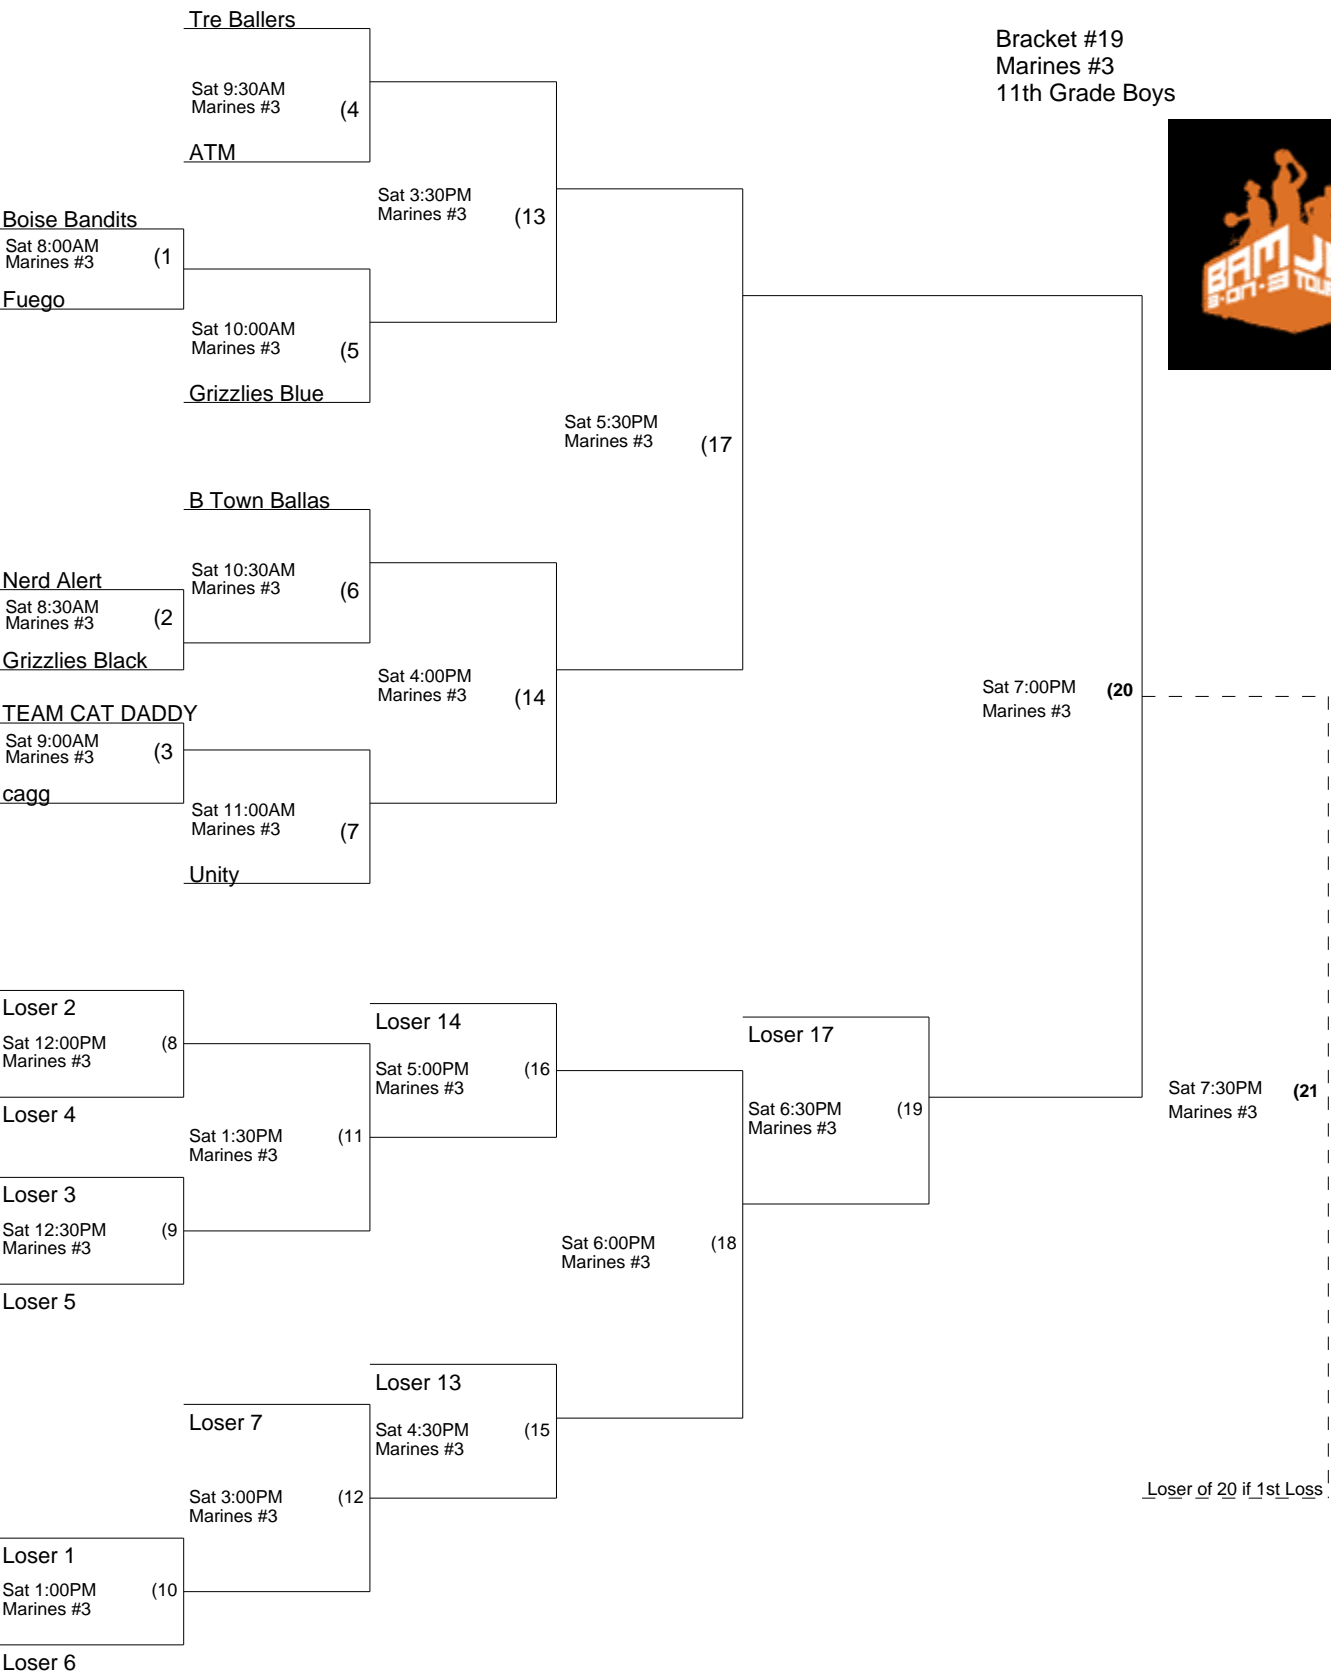 Tre Ballers
Bracket #19
Marines #3
11th Grade Boys
Sat 9:30AM
Marines #3
(4
ATM
BAM
3-ON-3
Sat 3:30PM
Marines #3
(13
Boise Bandits
Sat 8:00AM
Marines #3
(1
Fuego
Sat 10:00AM
Marines #3
(5
Grizzlies Blue
Sat 5:30PM
Marines #3
(17
B Town Ballas
Sat 10:30AM
Marines #3
(6
Nerd Alert
Sat 8:30AM
Marines #3
(2
Grizzlies Black
Sat 4:00PM
Marines #3
(14
Sat 7:00PM
Marines #3
(20
TEAM CAT DADDY
Sat 9:00AM
Marines #3
(3
cagg
Sat 11:00AM
Marines #3
(7
Unity
Loser 2
Sat 12:00PM
Marines #3
(8
Loser 4
Loser 14
Sat 5:00PM
Marines #3
(16
Loser 17
Sat 6:30PM
Marines #3
(19
Sat 7:30PM
Marines #3
(21
Sat 1:30PM
Marines #3
(11
Loser 3
Sat 12:30PM
Marines #3
(9
Loser 5
Sat 6:00PM
Marines #3
(18
Loser 13
Sat 4:30PM
Marines #3
(15
Loser 7
Sat 3:00PM
Marines #3
(12
Loser of 20 if 1st Loss
Loser 1
Sat 1:00PM
Marines #3
(10
Loser 6